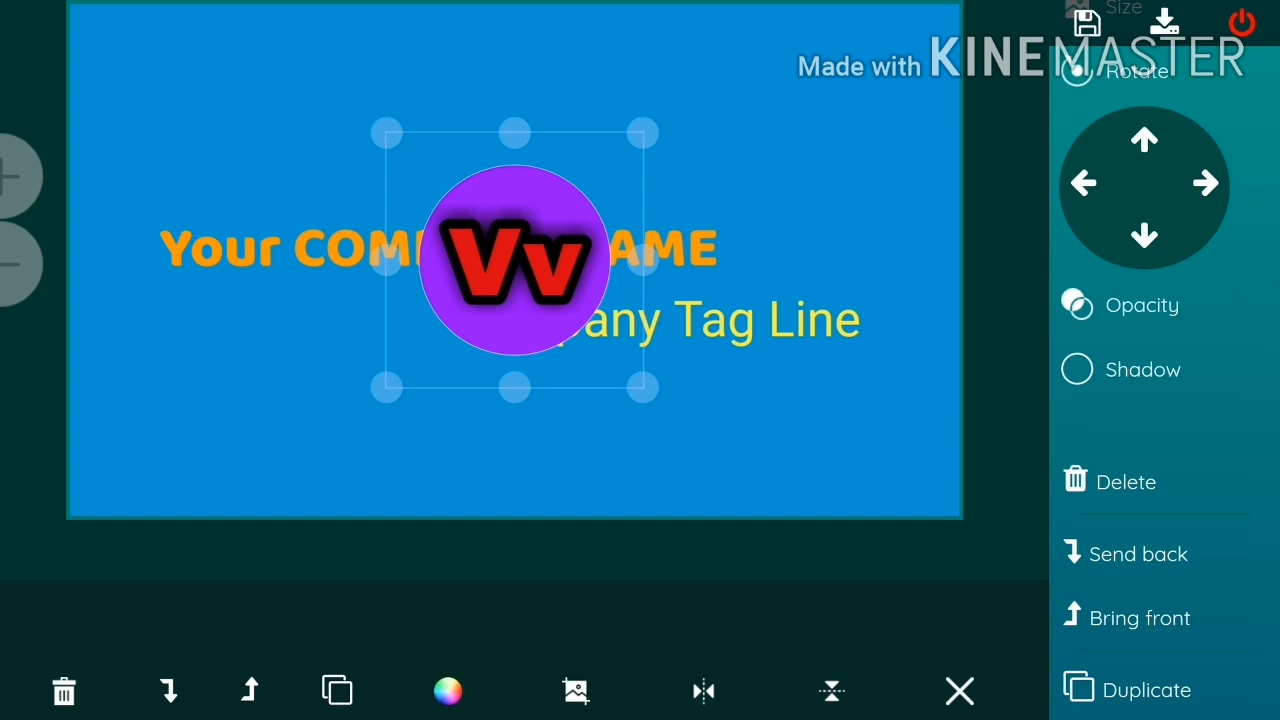 Size
Made with KINEMASTER
Rotate
Your COM AME
Vv
pany Tag Line
Opacity
Shadow
Delete
Send back
Bring front
Duplicate